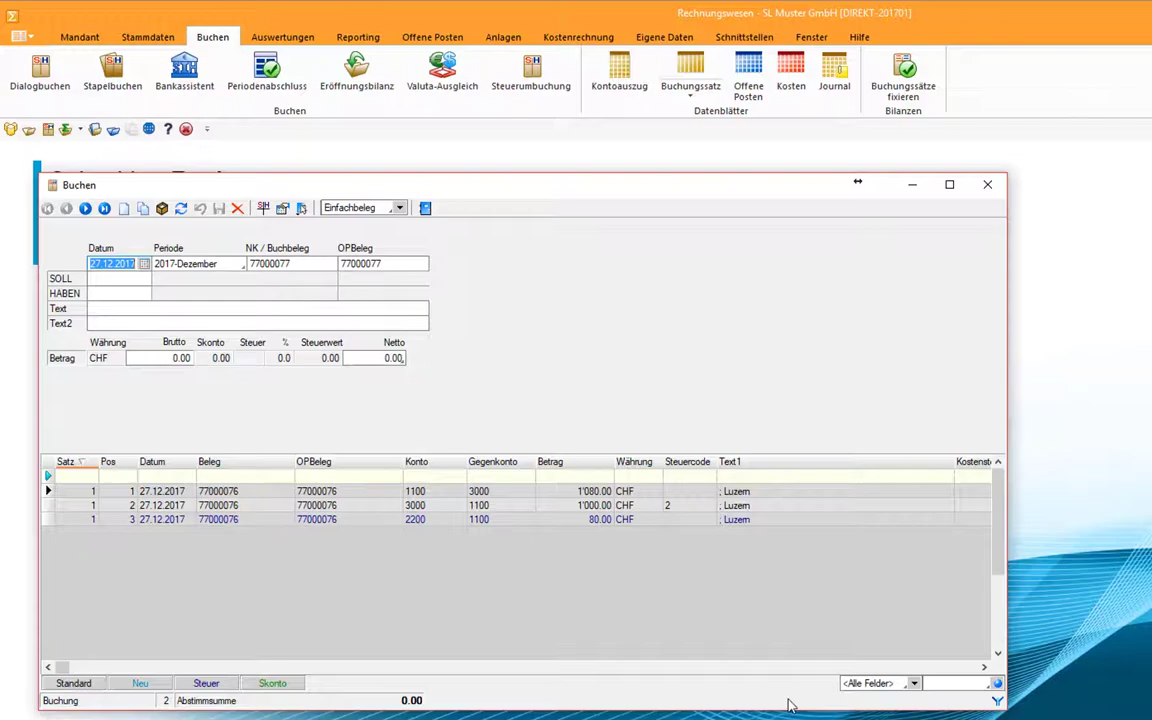 Rechnungswesen - SL Muster GmbH [DIREKT-201701]
Mandant Stammdaten Buchen Auswertungen Reporting Offene Posten Anlagen Kostenrechnung Eigene Daten Schnittstellen Fenster Hilfe
Dialogbuchen Stapelbuchen Bankassistent Periodenabschluss Eröffnungsbilanz Valuta-Ausgleich Steuerumbuchung Kontoauszug Buchungssatz Offene Posten Kosten Journal Buchungssätze fixieren
Buchen Datenblätter Bilanzen
Buchen
Einfachbeleg
Datum Periode NK / Buchbeleg OPBeleg
27.12.2017 2017-Dezember 77000077 77000077
SOLL
HABEN
Text
Text2
Währung Brutto Skonto Steuer % Steuerwert Netto
Betrag CHF 0.00 0.00 0.0 0.00 0.00
Satz Pos Datum Beleg OPBeleg Konto Gegenkonto Betrag Währung Steuercode Text1 Kostenste
1 1 27.12.2017 77000076 77000076 1100 3000 1'080.00 CHF ; Luzern
1 2 27.12.2017 77000076 77000076 3000 1100 1'000.00 CHF 2 ; Luzern
1 3 27.12.2017 77000076 77000076 2200 1100 80.00 CHF ; Luzern
Standard Neu Steuer Skonto <Alle Felder>
Buchung 2 Abstimmsumme 0.00